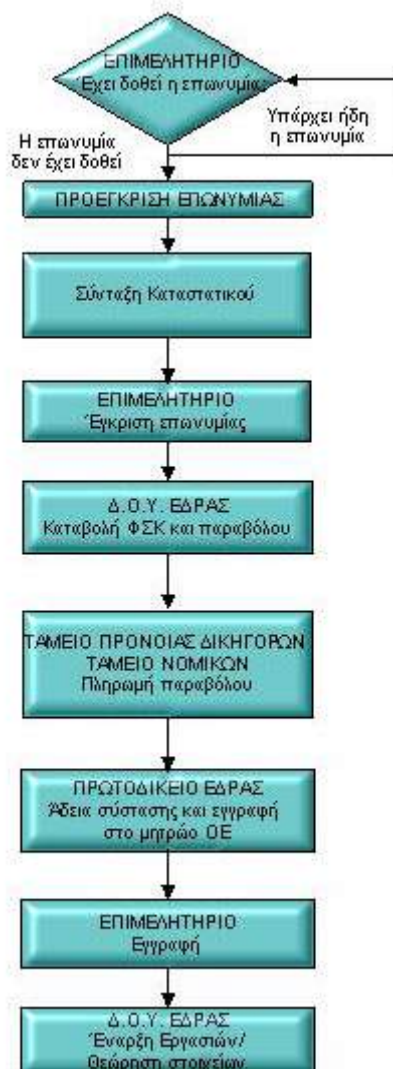 ΕΠΙΜΕΛΗΤΗΡΙΟ
Έχει δοθεί η επωνυμία;
Υπάρχει ήδη
η επωνυμία
Η επωνυμία
δεν έχει δοθεί
ΠΡΟΕΓΚΡΙΣΗ ΕΠΩΝΥΜΙΑΣ
Σύνταξη Καταστατικού
ΕΠΙΜΕΛΗΤΗΡΙΟ
Έγκριση επωνυμίας
Δ.Ο.Υ. ΕΔΡΑΣ
Καταβολή ΦΣΚ και παραβόλου
ΤΑΜΕΙΟ ΠΡΟΝΟΙΑΣ ΔΙΚΗΓΟΡΩΝ
ΤΑΜΕΙΟ ΝΟΜΙΚΩΝ
Πληρωμή παραβόλου
ΠΡΩΤΟΔΙΚΕΙΟ ΕΔΡΑΣ
Άδεια σύστασης και εγγραφή
στο μητρώο ΟΕ
ΕΠΙΜΕΛΗΤΗΡΙΟ
Εγγραφή
Δ.Ο.Υ. ΕΔΡΑΣ
Έναρξη Εργασιών/
Θεώρηση στοιχείων